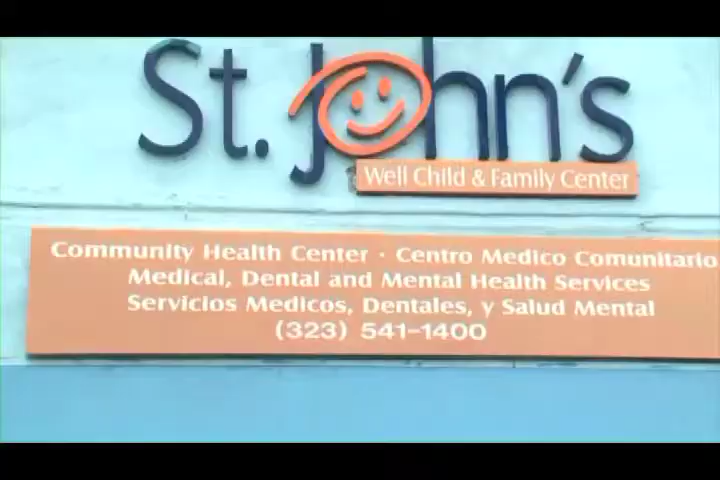 St. John's
Well Child & Family Center
Community Health Center · Centro Medico Comunitario
Medical, Dental and Mental Health Services
Servicios Medicos, Dentales, y Salud Mental
(323) 541-1400